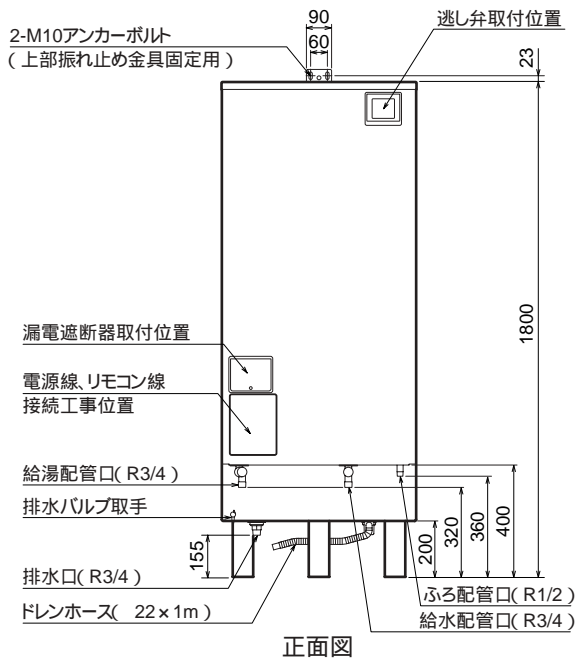 90
60
2-M10アンカーボルト
(上部振れ止め金具固定用)
逃し弁取付位置
23
1800
漏電遮断器取付位置
電源線、リモコン線
接続工事位置
給湯配管口(R3/4)
排水バルブ取手
155
200
320
360
400
排水口(R3/4)
ドレンホース( 22×1m)
ふろ配管口(R1/2)
給水配管口(R3/4)
正面図